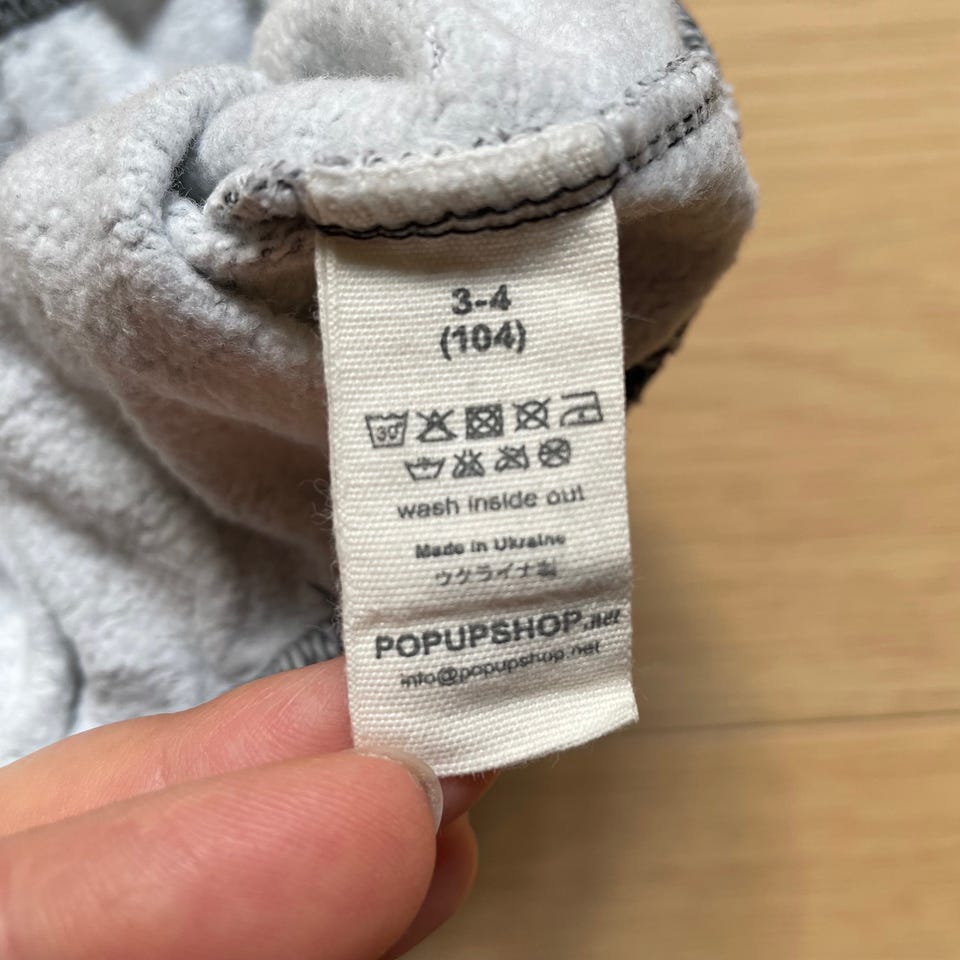 3-4
(104)
30°
wash inside out
Made in Ukraine
ウクライナ製
POPUPSHOP.net
info@popupshop.net